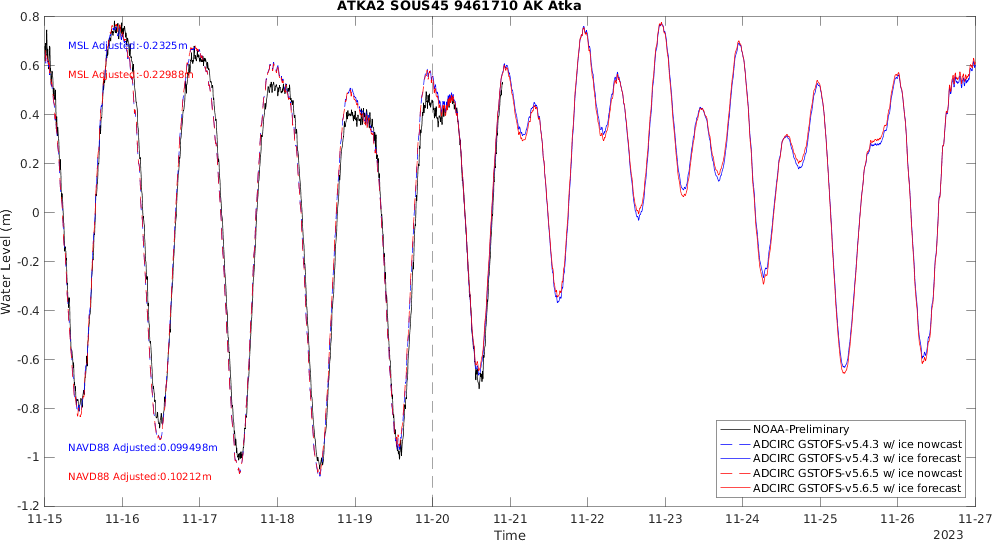 ATKA2 SOUS45 9461710 AK Atka
MSL Adjusted:-0.2325m
MSL Adjusted:-0.22988m
NAVD88 Adjusted:0.099498m
NAVD88 Adjusted:0.10212m
Water Level (m)
0.8
0.6
0.4
0.2
0
-0.2
-0.4
-0.6
-0.8
-1
-1.2
NOAA-Preliminary
ADCIRC GSTOFS-v5.4.3 w/ ice nowcast
ADCIRC GSTOFS-v5.4.3 w/ ice forecast
ADCIRC GSTOFS-v5.6.5 w/ ice nowcast
ADCIRC GSTOFS-v5.6.5 w/ ice forecast
11-15 11-16 11-17 11-18 11-19 11-20 11-21 11-22 11-23 11-24 11-25 11-26 11-27
Time
2023